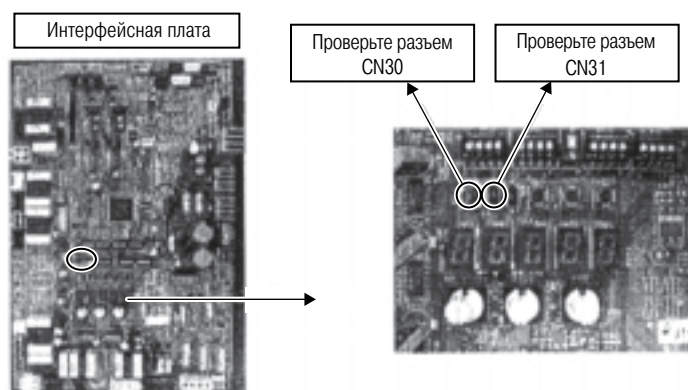 Интерфейсная плата
Проверьте разъем
CN30
Проверьте разъем
CN31